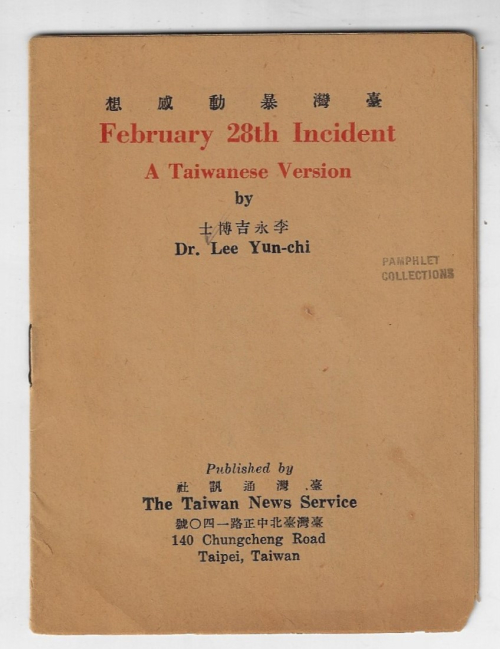 臺灣暴動感想
February 28th Incident
A Taiwanese Version
by
李永吉博士
Dr. Lee Yun-chi
PAMPHLET
COLLECTIONS
Published by
臺灣通訊社
The Taiwan News Service
臺灣臺北中正路一四〇號
140 Chungcheng Road
Taipei, Taiwan